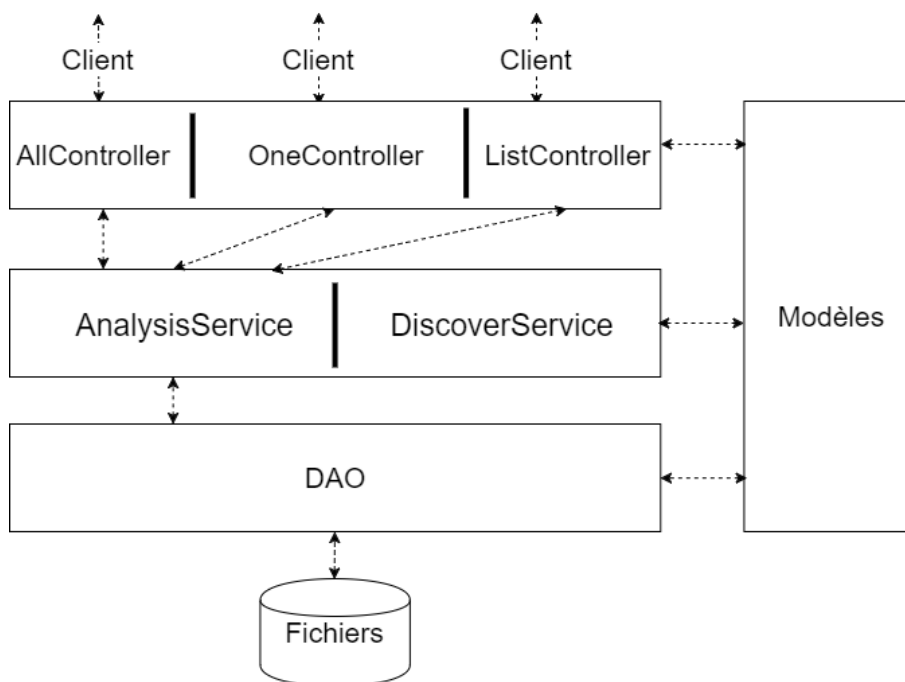 Client Client Client
AllController OneController ListController
AnalysisService DiscoverService
Modèles
DAO
Fichiers